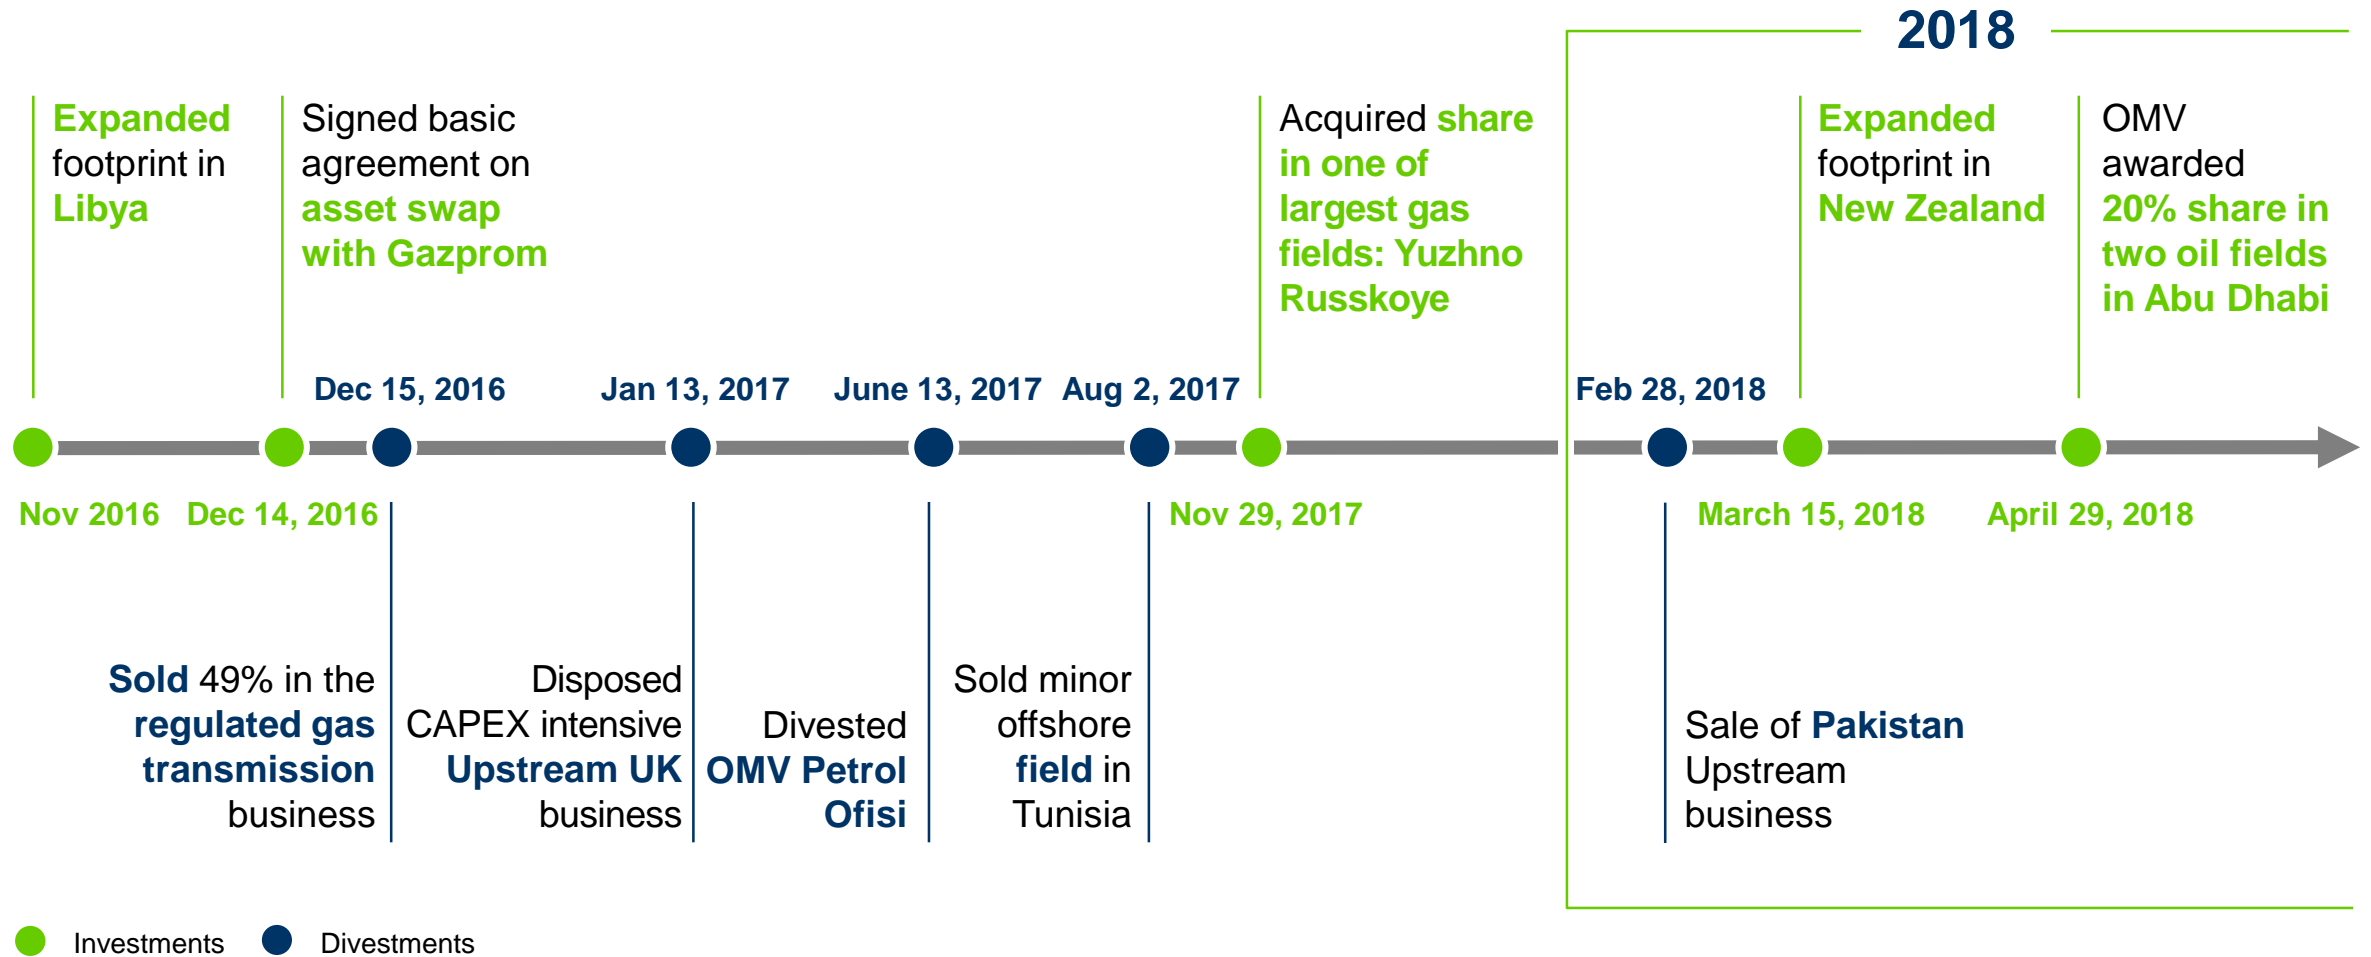 2018
Expanded
footprint in
Libya
Signed basic
agreement on
asset swap
with Gazprom
Acquired share
in one of
largest gas
fields: Yuzhno
Russkoye
Expanded
footprint in
New Zealand
OMV
awarded
20% share in
two oil fields
in Abu Dhabi
Dec 15, 2016
Jan 13, 2017
June 13, 2017
Aug 2, 2017
Feb 28, 2018
Nov 2016
Dec 14, 2016
Nov 29, 2017
March 15, 2018
April 29, 2018
Sold 49% in the
regulated gas
transmission
business
Disposed
CAPEX intensive
Upstream UK
business
Divested
OMV Petrol
Ofisi
Sold minor
offshore
field in
Tunisia
Sale of Pakistan
Upstream
business
Investments
Divestments